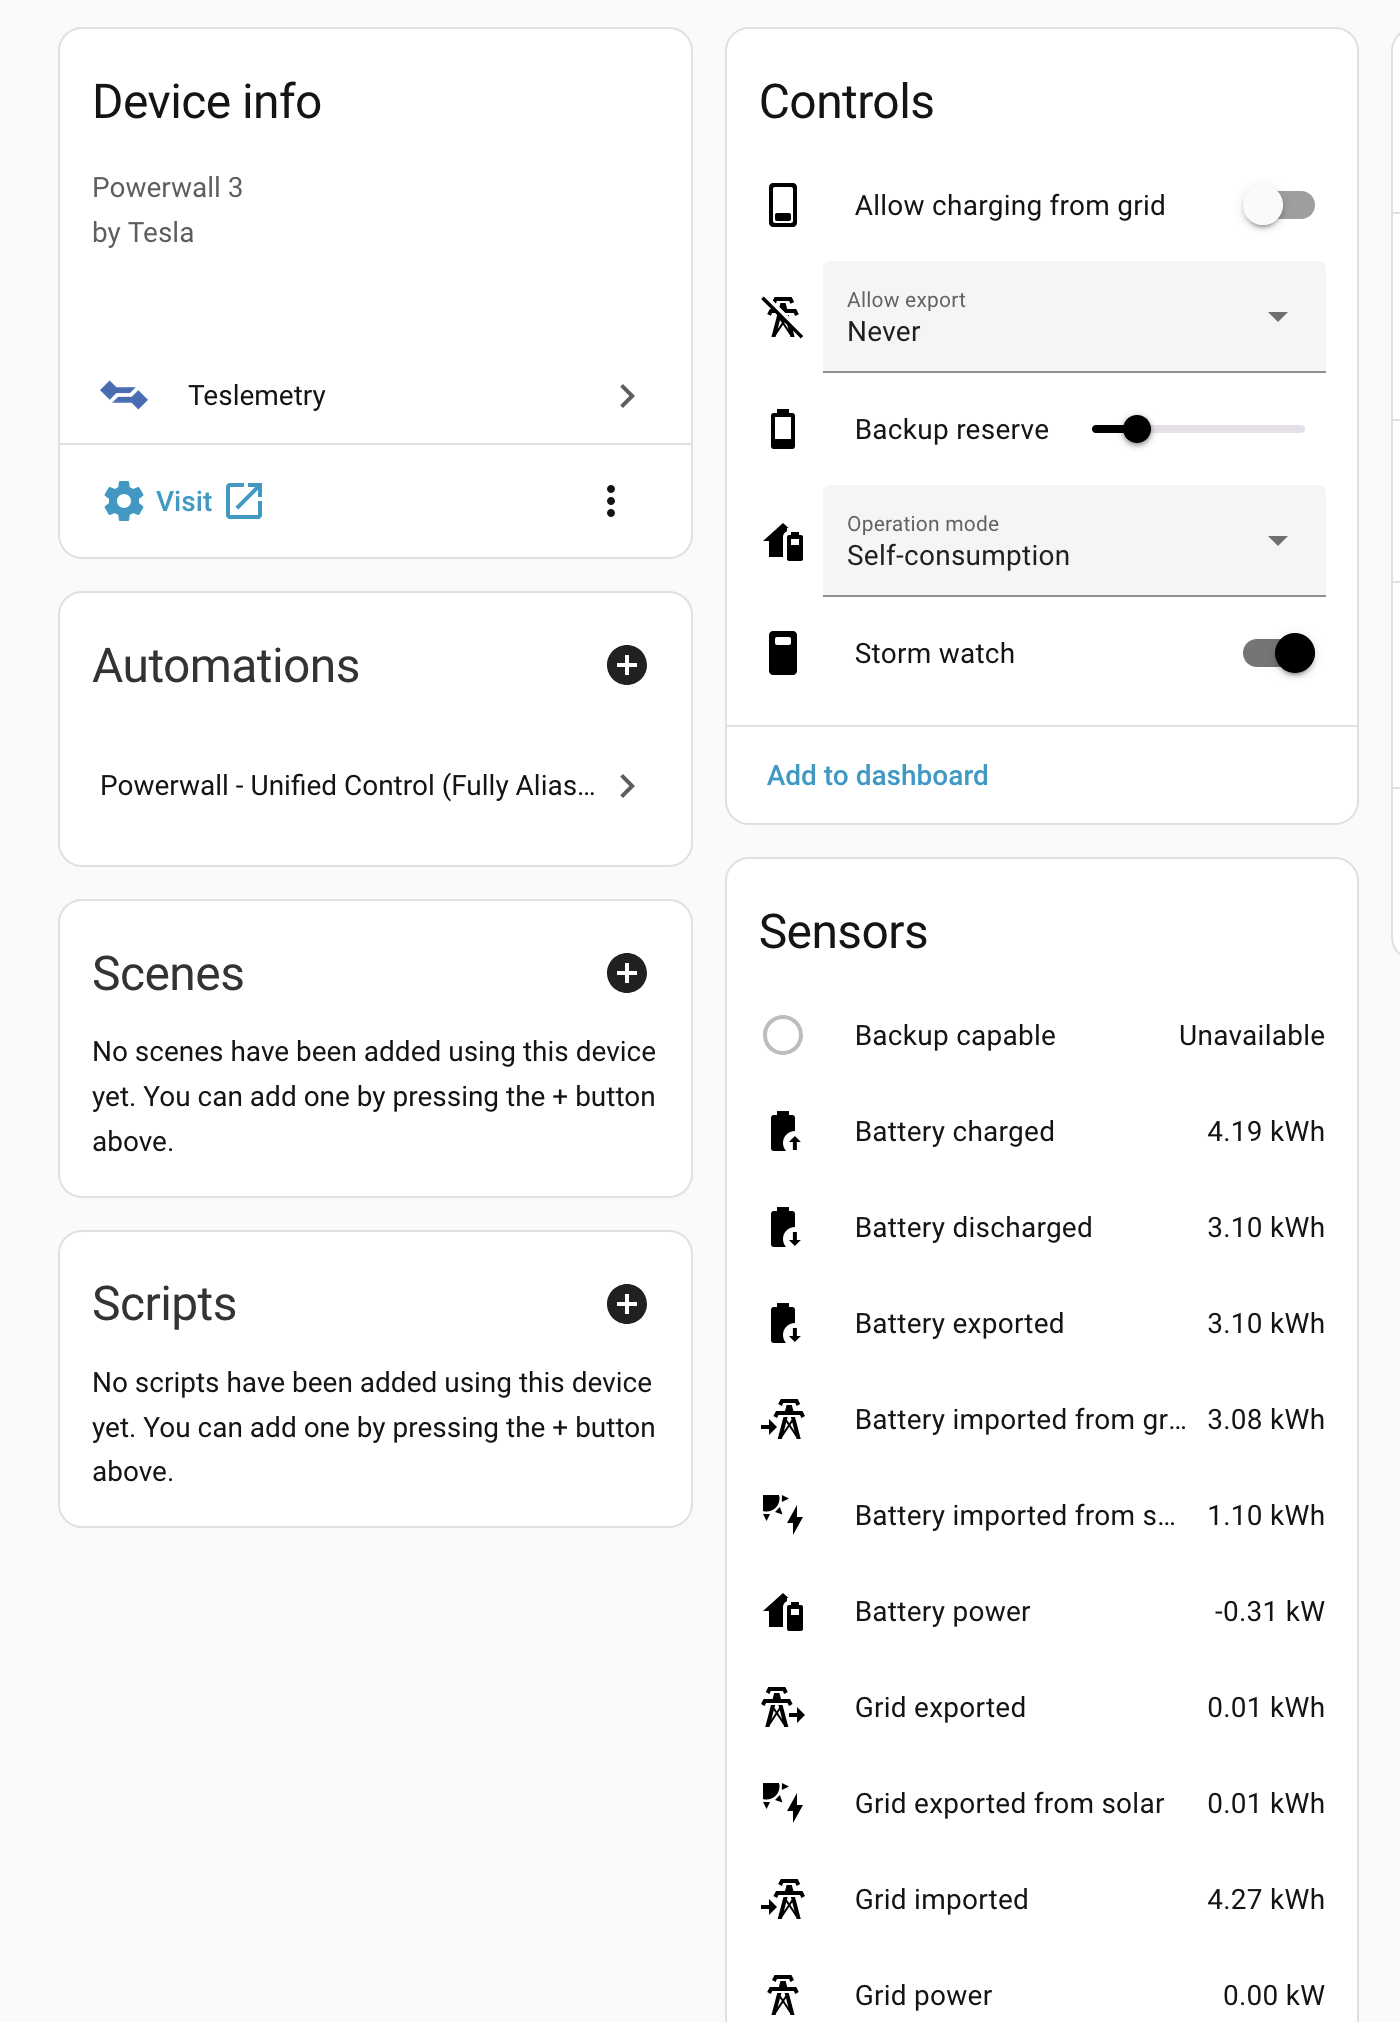 Device info
Powerwall 3
by Tesla
Teslemetry
Visit
Automations
Powerwall - Unified Control (Fully Alias...
Scenes
No scenes have been added using this device
yet. You can add one by pressing the + button
above.
Scripts
No scripts have been added using this device
yet. You can add one by pressing the + button
above.
Controls
Allow charging from grid
Allow export
Never
Backup reserve
Operation mode
Self-consumption
Storm watch
Add to dashboard
Sensors
Backup capable Unavailable
Battery charged 4.19 kWh
Battery discharged 3.10 kWh
Battery exported 3.10 kWh
Battery imported from gr... 3.08 kWh
Battery imported from s... 1.10 kWh
Battery power -0.31 kW
Grid exported 0.01 kWh
Grid exported from solar 0.01 kWh
Grid imported 4.27 kWh
Grid power 0.00 kW